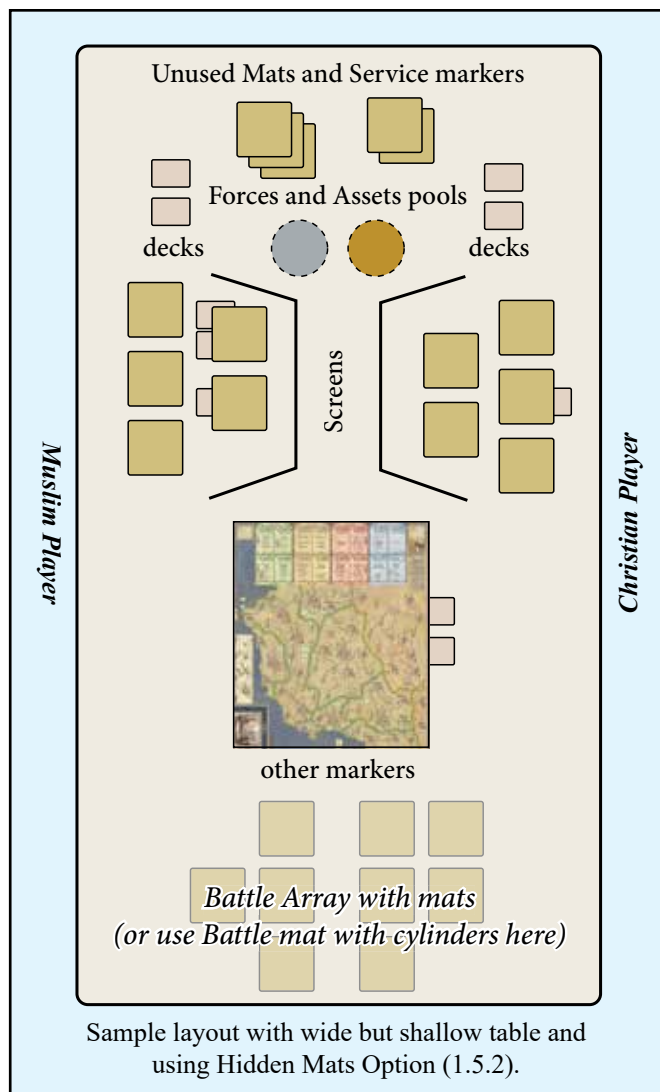 Unused Mats and Service markers
Forces and Assets pools
decks
decks
Screens
Muslim Player
Christian Player
other markers
Battle Array with mats
(or use Battle mat with cylinders here)
Sample layout with wide but shallow table and
using Hidden Mats Option (1.5.2).